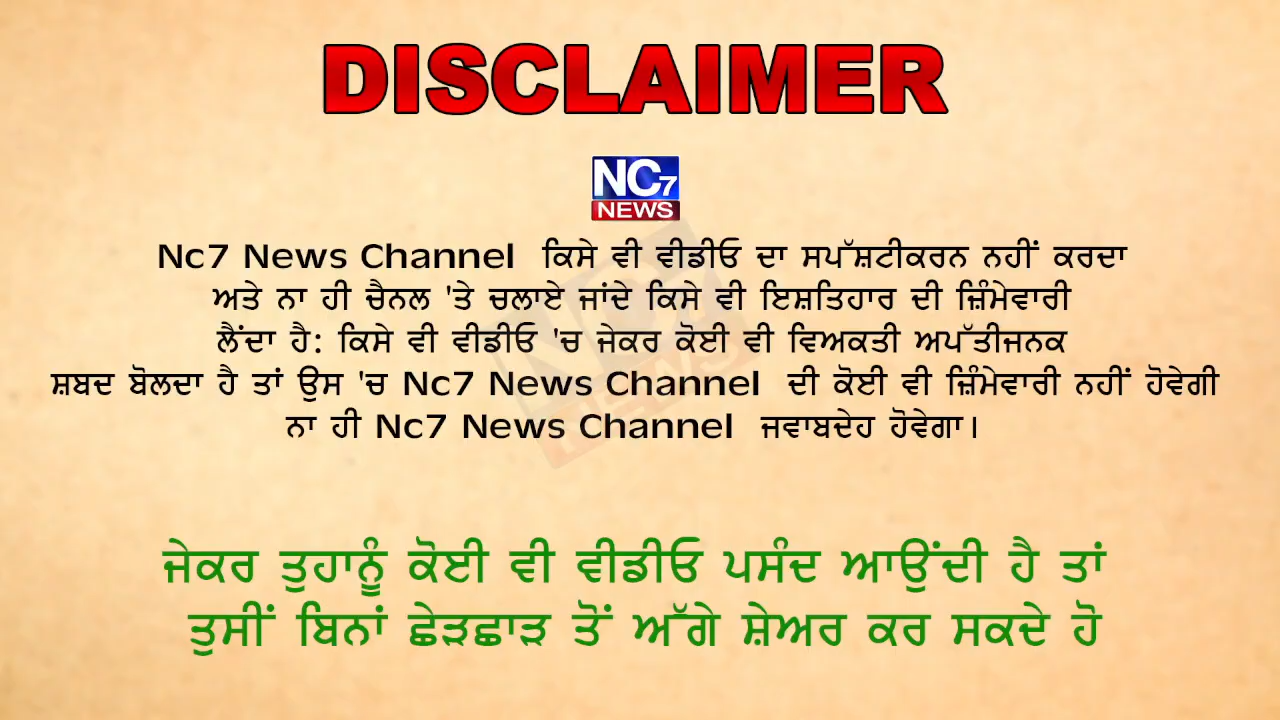 DISCLAIMER
NC7
NEWS
Nc7 News Channel ਕਿਸੇ ਵੀ ਵੀਡੀਓ ਦਾ ਸਪੱਸ਼ਟੀਕਰਨ ਨਹੀਂ ਕਰਦਾ
ਅਤੇ ਨਾ ਹੀ ਚੈਨਲ 'ਤੇ ਚਲਾਏ ਜਾਂਦੇ ਕਿਸੇ ਵੀ ਇਸ਼ਤਿਹਾਰ ਦੀ ਜ਼ਿੰਮੇਵਾਰੀ
ਲੈਂਦਾ ਹੈ: ਕਿਸੇ ਵੀ ਵੀਡੀਓ 'ਚ ਜੇਕਰ ਕੋਈ ਵੀ ਵਿਅਕਤੀ ਅਪੱਤੀਜਨਕ
ਸ਼ਬਦ ਬੋਲਦਾ ਹੈ ਤਾਂ ਉਸ 'ਚ Nc7 News Channel ਦੀ ਕੋਈ ਵੀ ਜ਼ਿੰਮੇਵਾਰੀ ਨਹੀਂ ਹੋਵੇਗੀ
ਨਾ ਹੀ Nc7 News Channel ਜਵਾਬਦੇਹ ਹੋਵੇਗਾ।
ਜੇਕਰ ਤੁਹਾਨੂੰ ਕੋਈ ਵੀ ਵੀਡੀਓ ਪਸੰਦ ਆਉਂਦੀ ਹੈ ਤਾਂ
ਤੁਸੀਂ ਬਿਨਾਂ ਛੇੜਛਾੜ ਤੋਂ ਅੱਗੇ ਸ਼ੇਅਰ ਕਰ ਸਕਦੇ ਹੋ